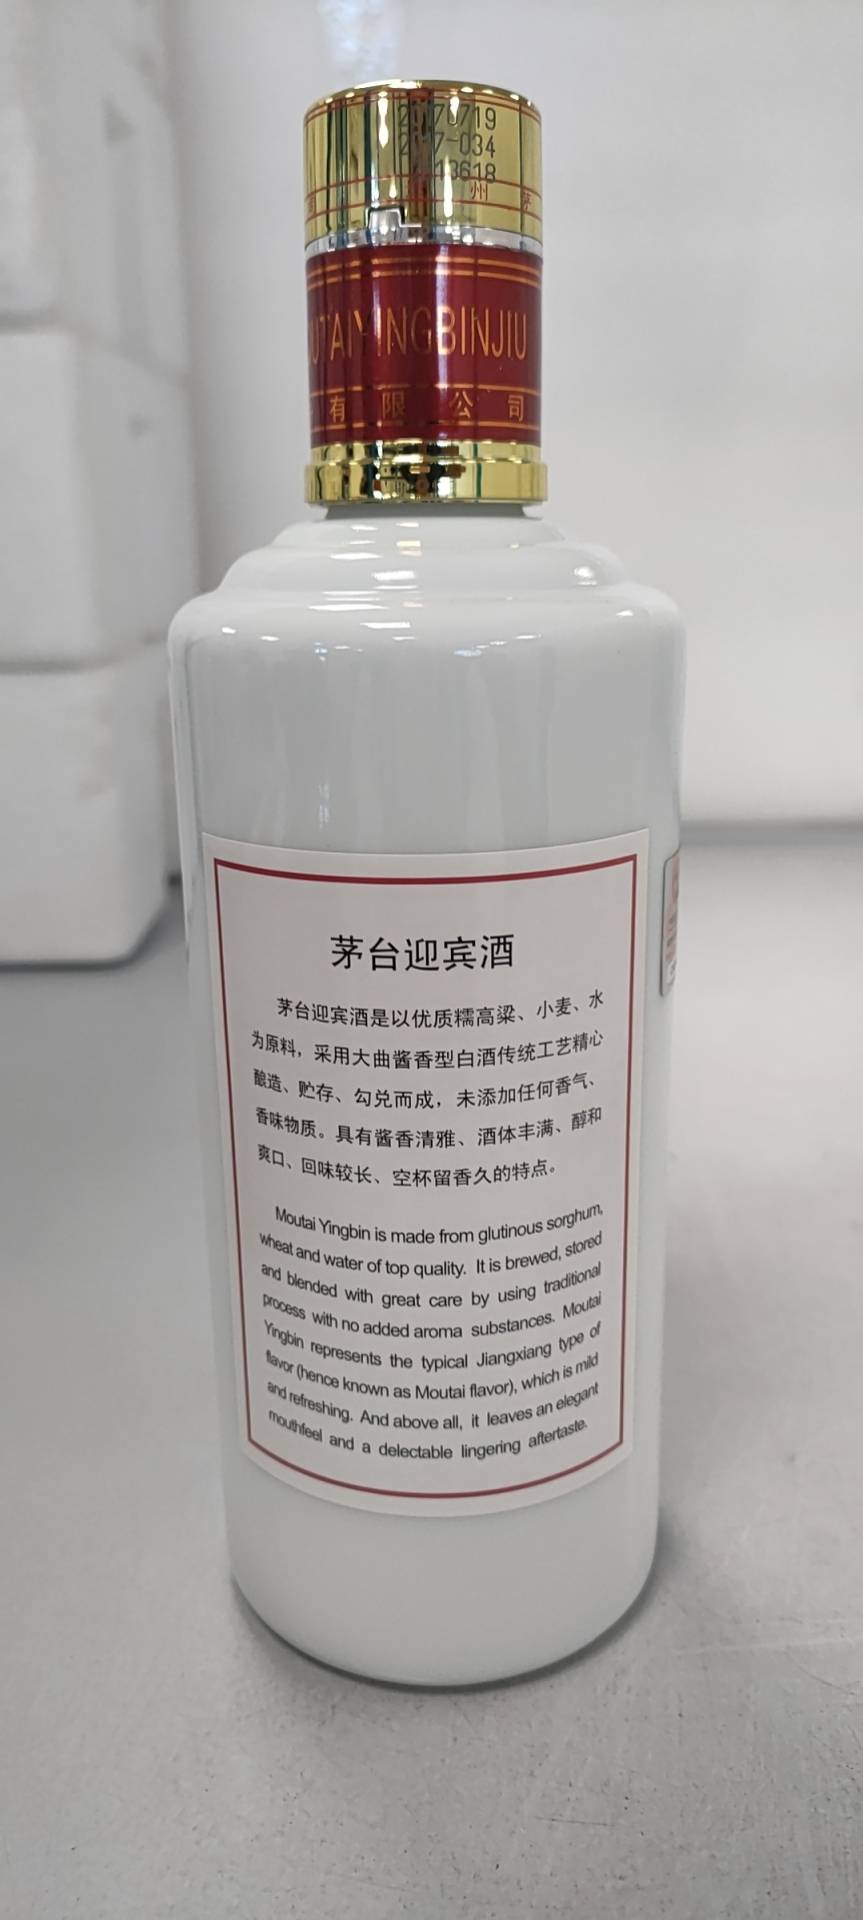 20170719
2017-034
13618
州 茅
UTAIYINGBINJIU
有限公司
茅台迎宾酒
茅台迎宾酒是以优质糯高粱、小麦、水
为原料，采用大曲酱香型白酒传统工艺精心
酿造、贮存、勾兑而成，未添加任何香气、
香味物质。具有酱香清雅、酒体丰满、醇和
爽口、回味较长、空杯留香久的特点。
Moutai Yingbin is made from glutinous sorghum,
wheat and water of top quality. It is brewed, stored
and blended with great care by using traditional
process with no added aroma substances. Moutai
Yingbin represents the typical Jiangxiang type of
flavor (hence known as Moutai flavor), which is mild
and refreshing. And above all, it leaves an elegant
mouthfeel and a delectable lingering aftertaste.